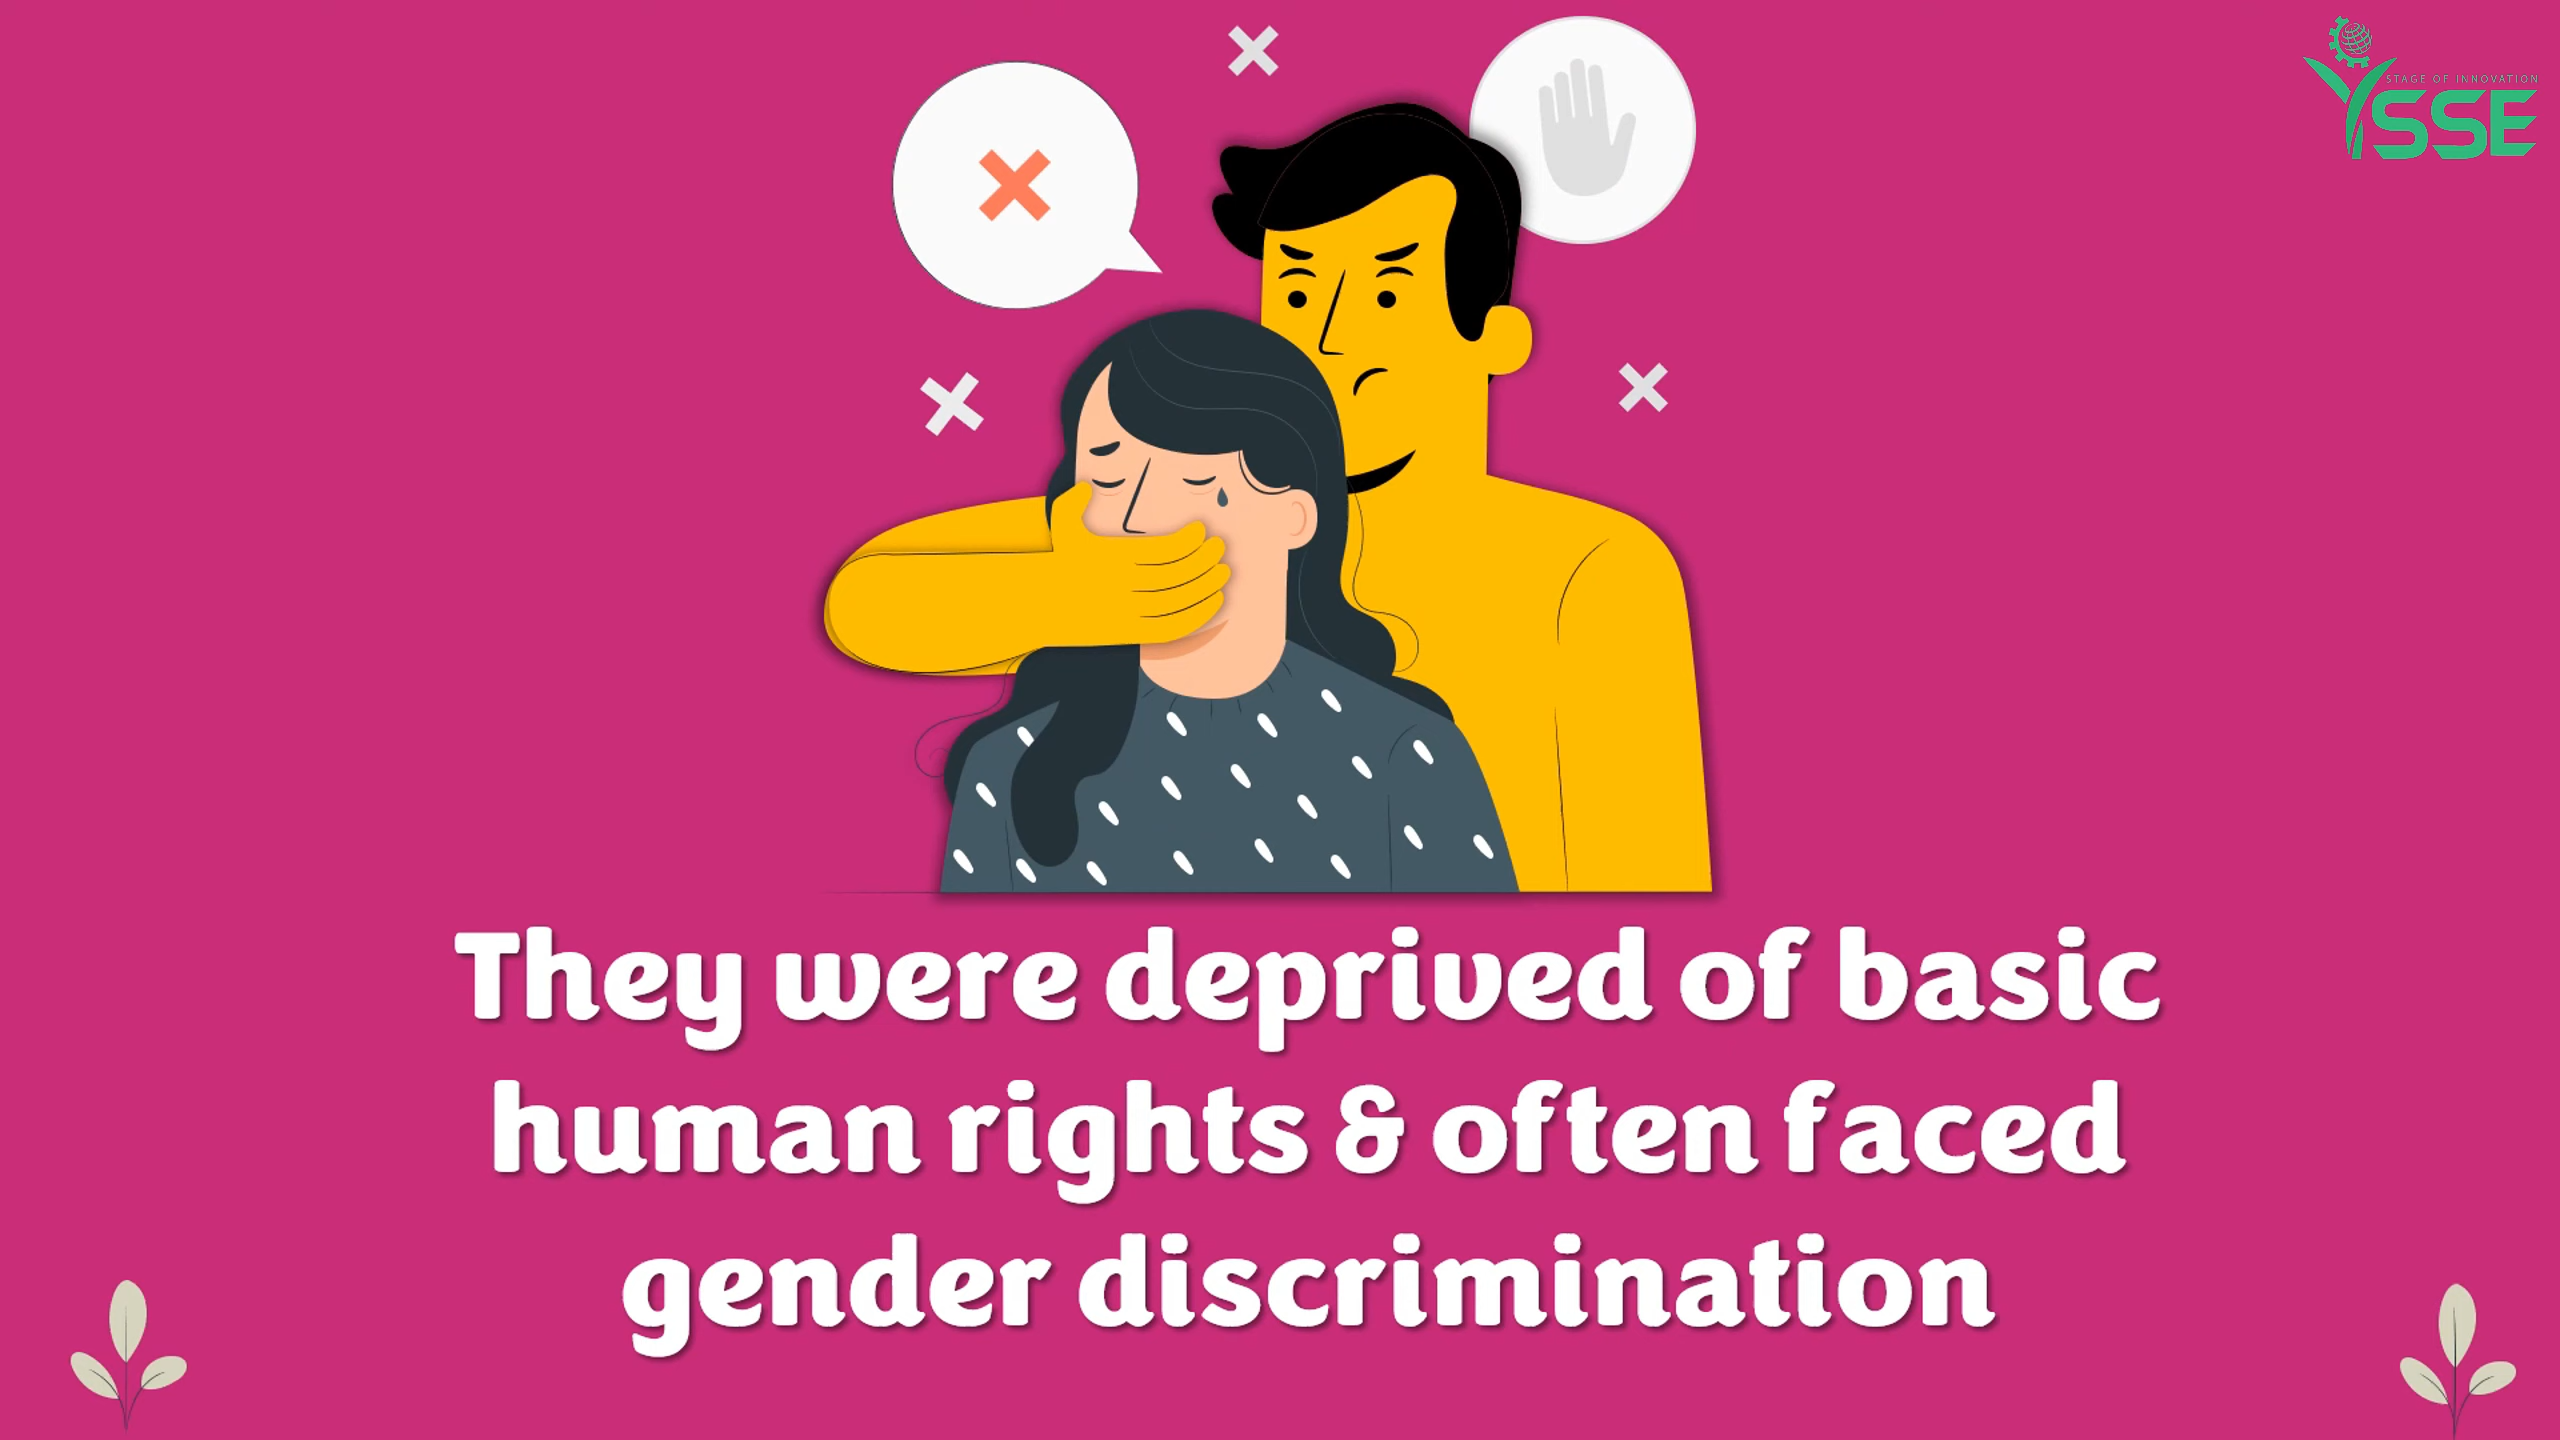 STAGE OF INNOVATION
YSSE
They were deprived of basic
human rights & often faced
gender discrimination